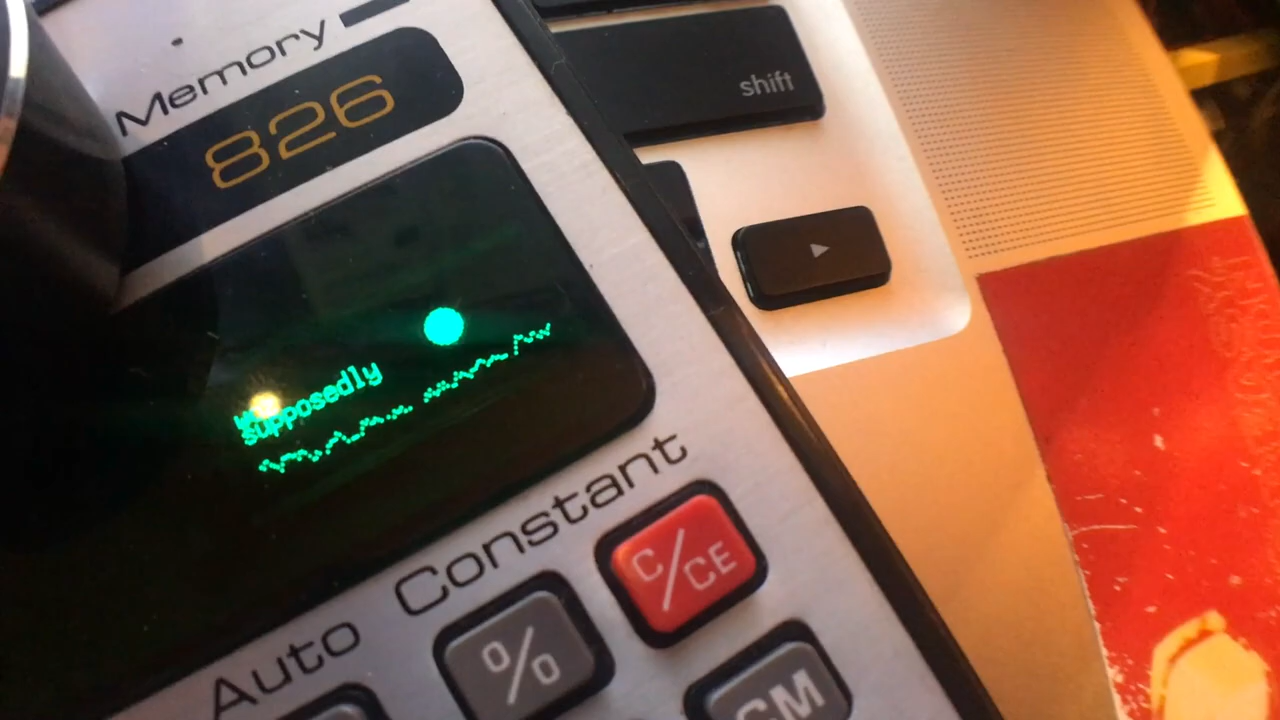 Memory
826
shift
supposedly
Auto Constant
C/CE
%
CM